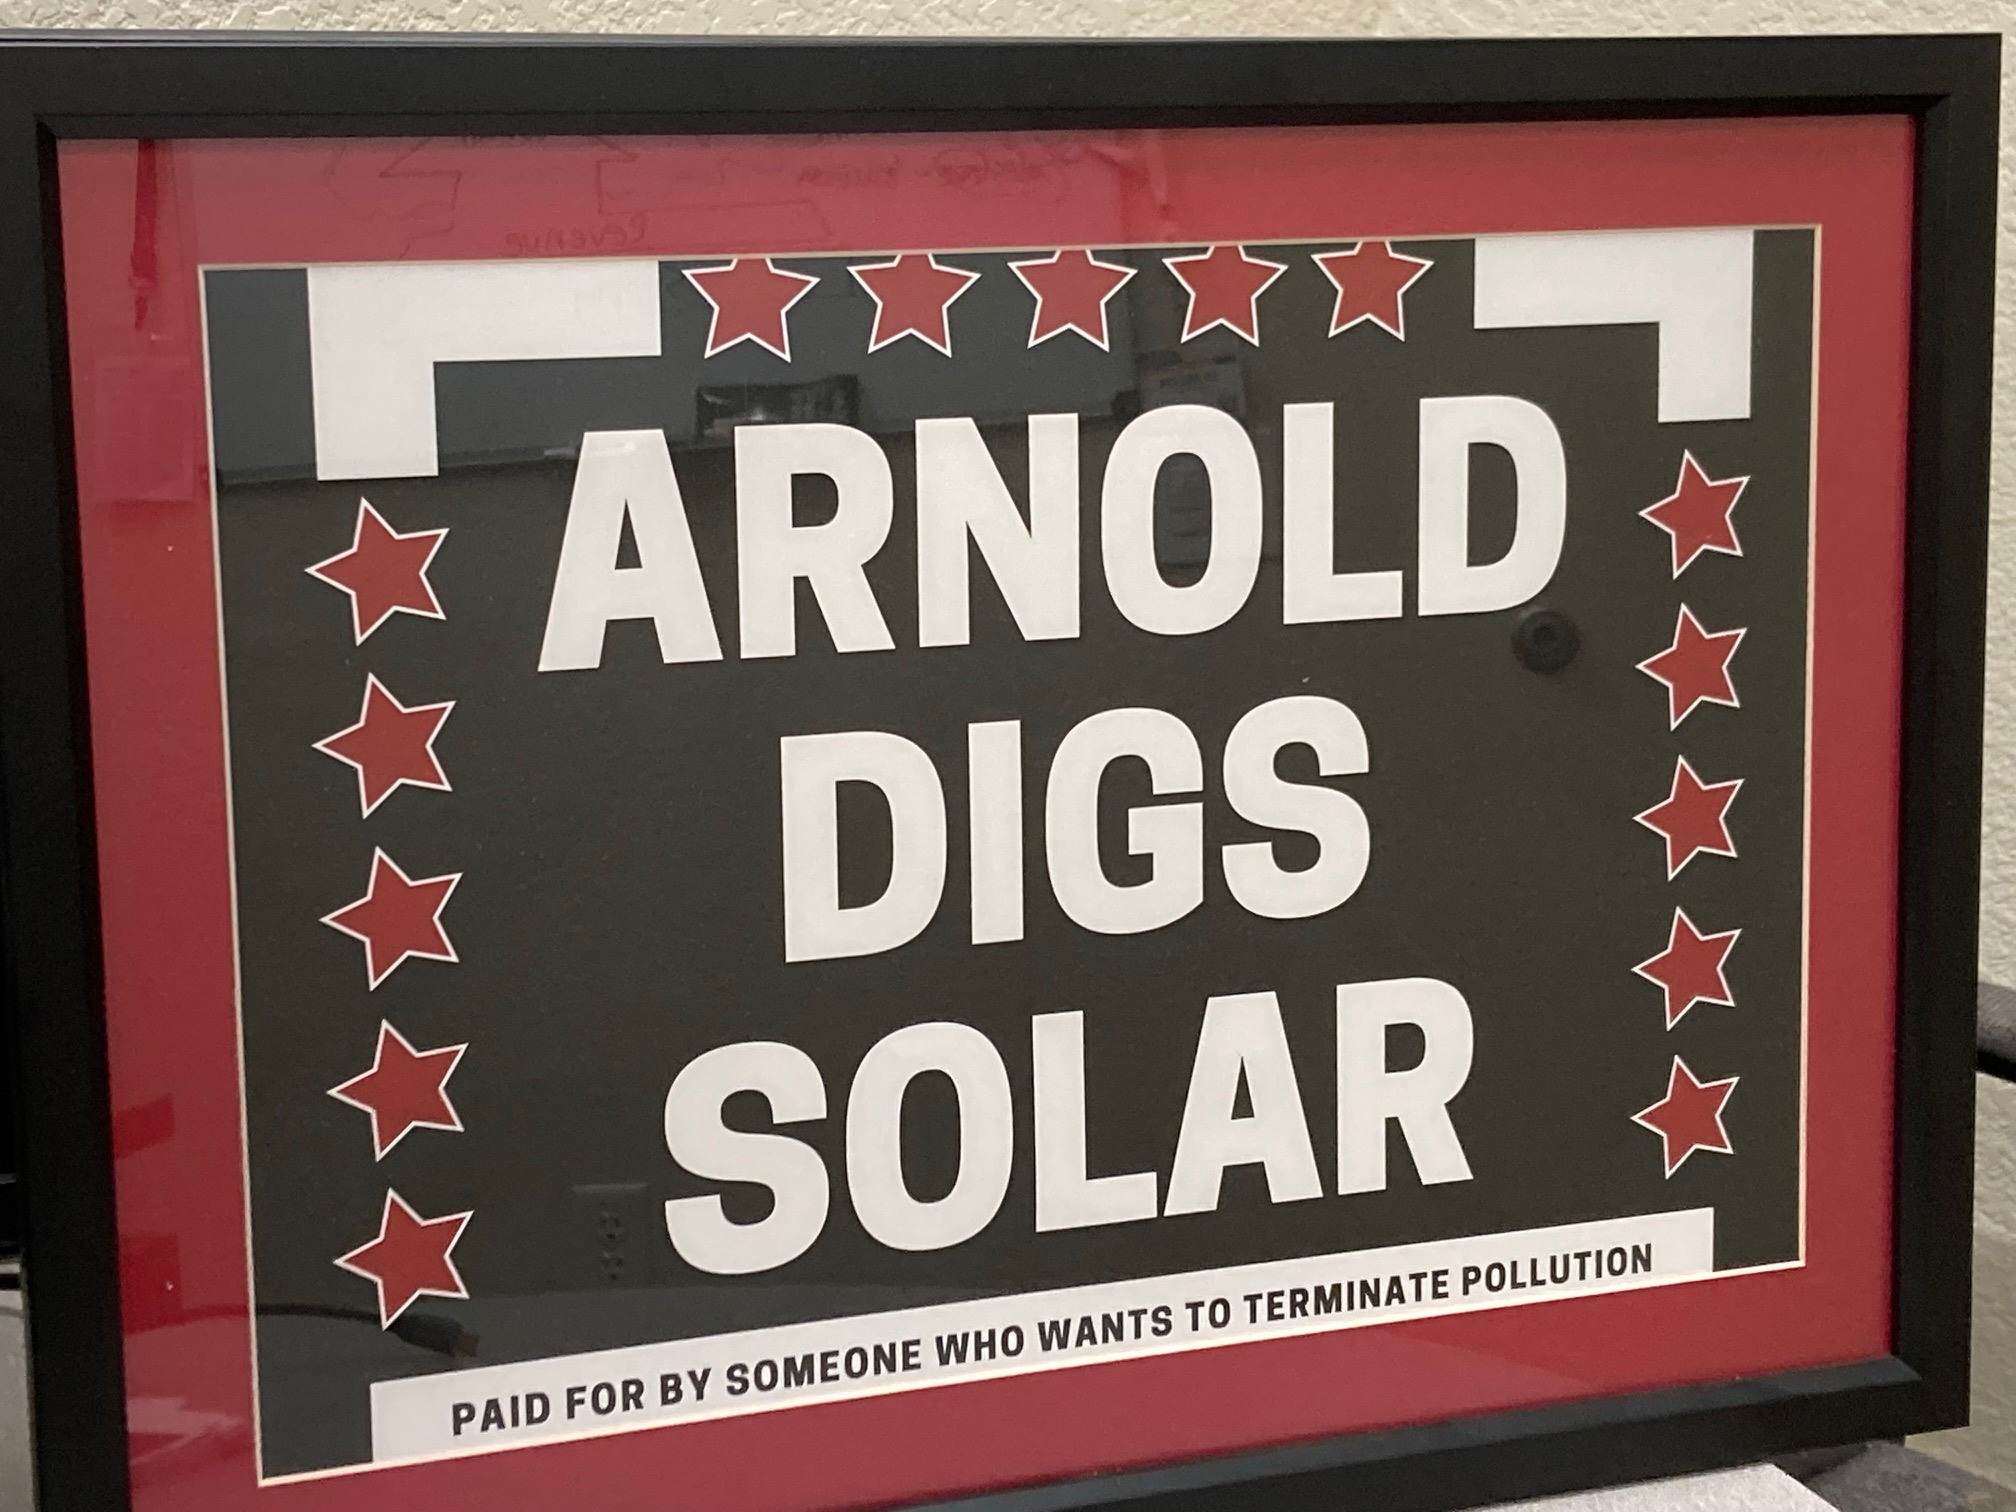 ARNOLD
DIGS
SOLAR
PAID FOR BY SOMEONE WHO WANTS TO TERMINATE POLLUTION